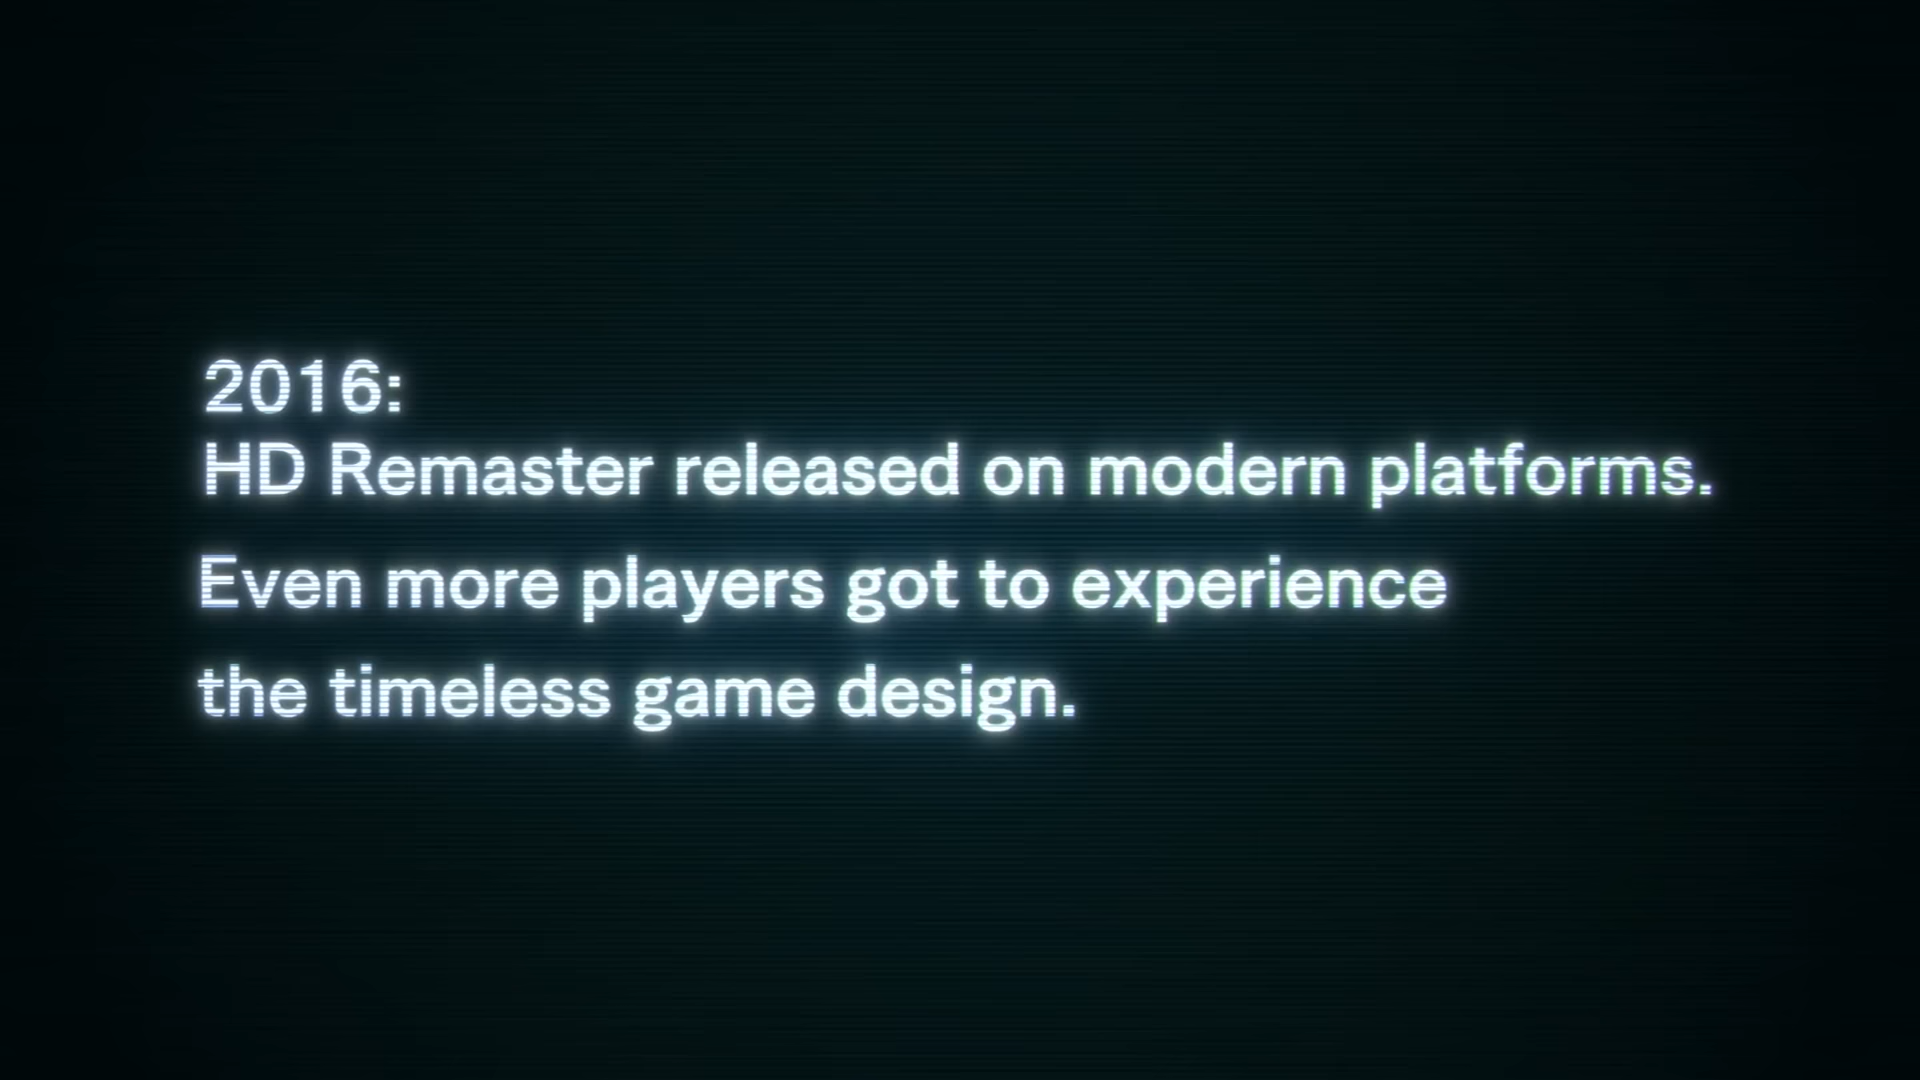 2016:
HD Remaster released on modern platforms.
Even more players got to experience
the timeless game design.